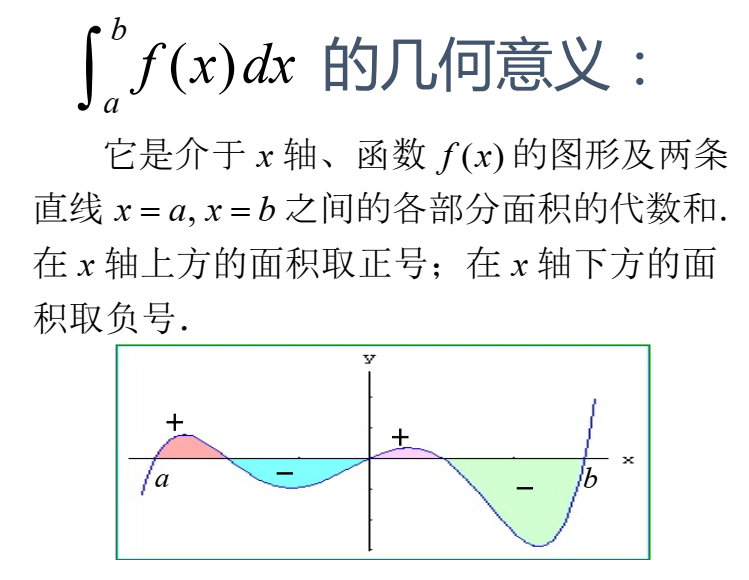 ∫_a^b f(x)dx 的几何意义：
它是介于 x 轴、函数 f(x) 的图形及两条
直线 x = a, x = b 之间的各部分面积的代数和.
在 x 轴上方的面积取正号；在 x 轴下方的面
积取负号.
y
+
+
a
−
−
b
x